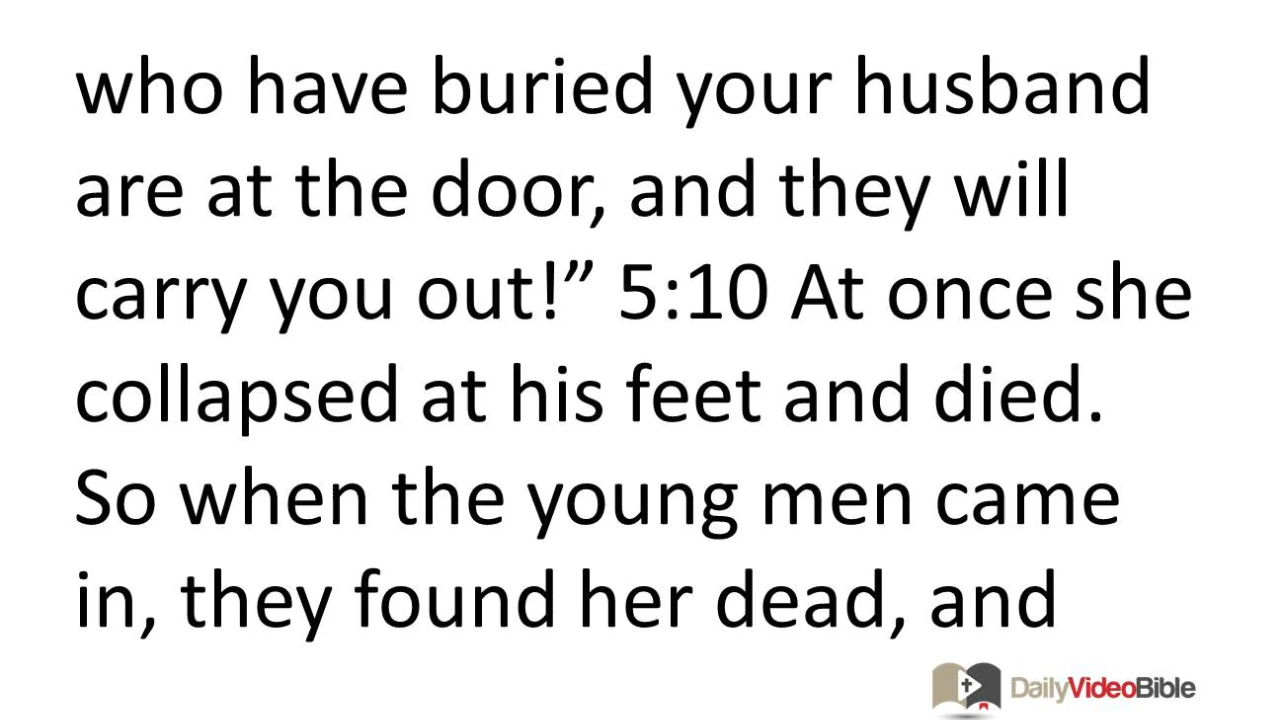 who have buried your husband
are at the door, and they will
carry you out!” 5:10 At once she
collapsed at his feet and died.
So when the young men came
in, they found her dead, and
DailyVideoBible